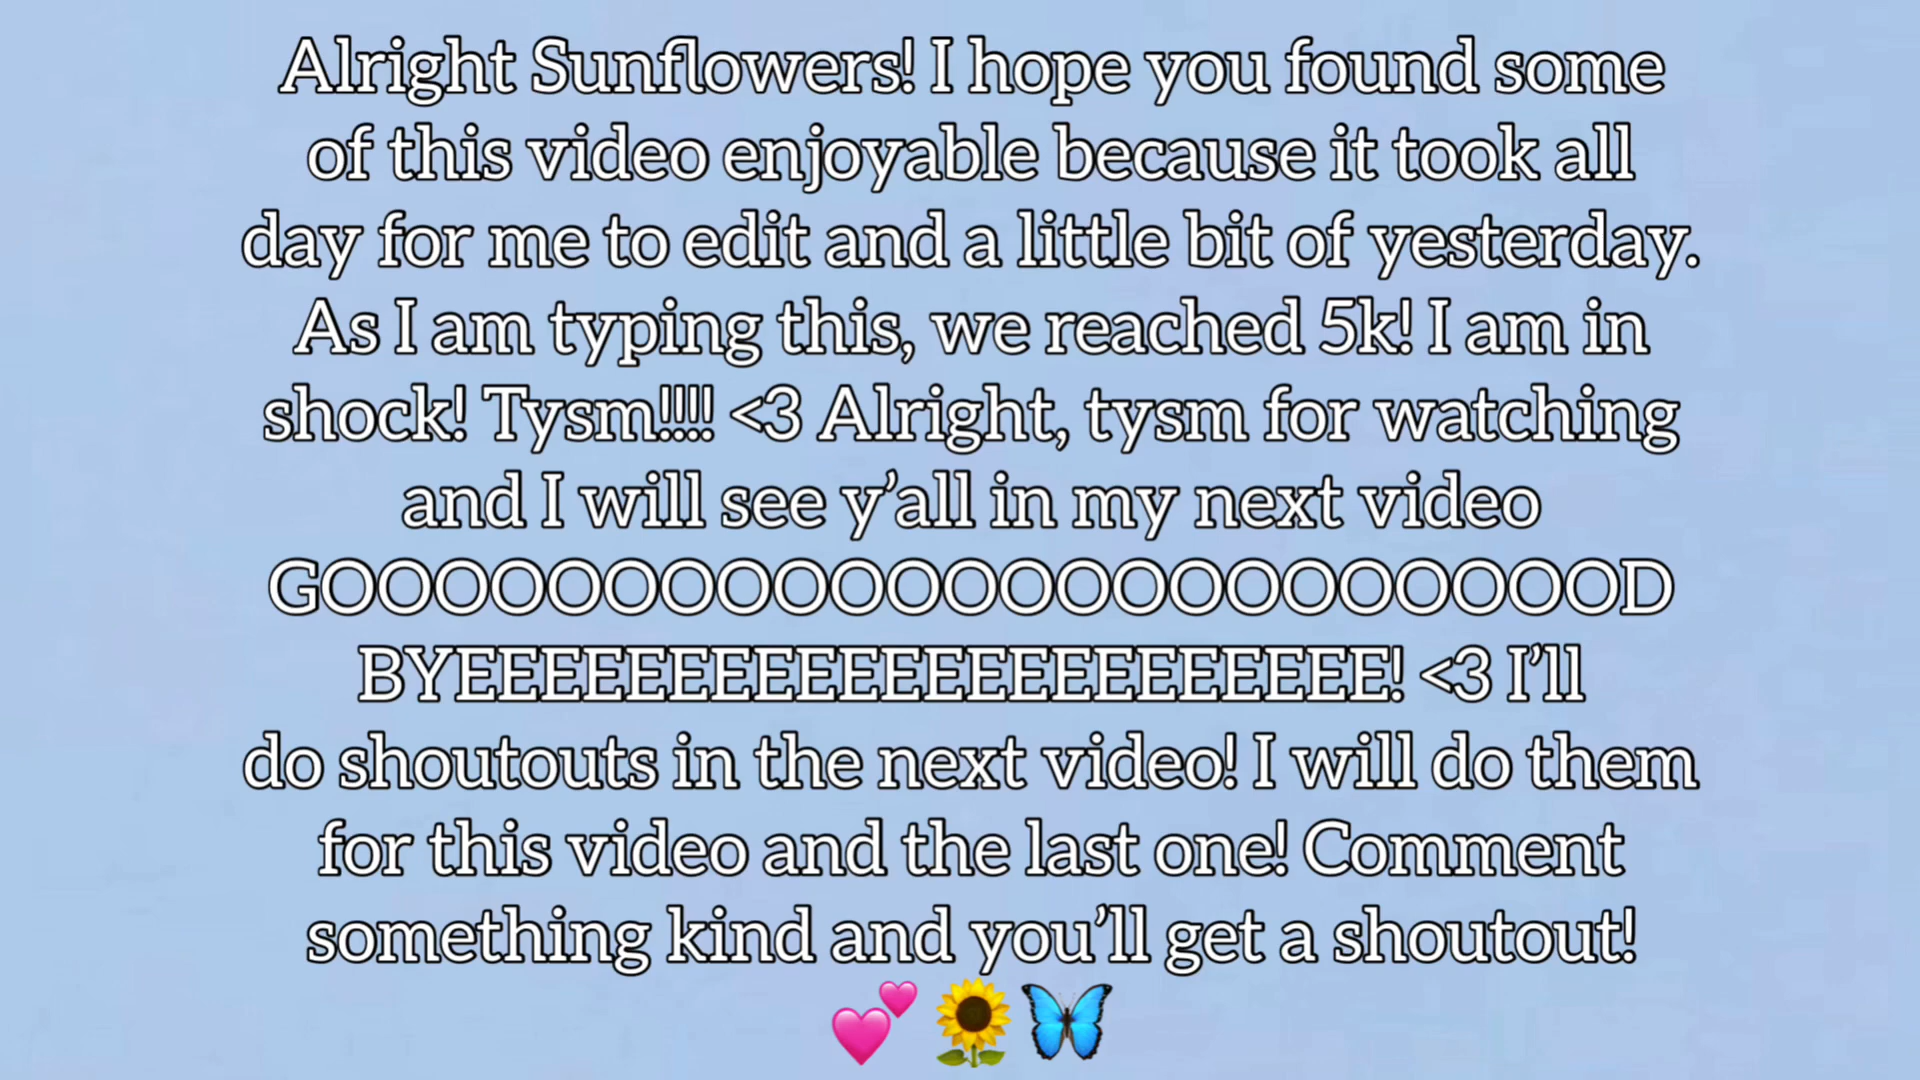 Alright Sunflowers! I hope you found some
of this video enjoyable because it took all
day for me to edit and a little bit of yesterday.
As I am typing this, we reached 5k! I am in
shock! Tysm!!!! <3 Alright, tysm for watching
and I will see y’all in my next video
GOOOOOOOOOOOOOOOOOOOOOOOD
BYEEEEEEEEEEEEEEEEEEEEEE! <3 I’ll
do shoutouts in the next video! I will do them
for this video and the last one! Comment
something kind and you’ll get a shoutout!
💕🌻🦋